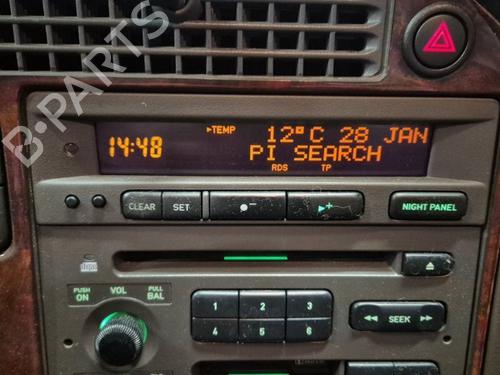 B-PARTS
▸TEMP 12°C 28 JAN
14:48 PI SEARCH
RDS TP
CLEAR SET NIGHT PANEL
PUSH ON VOL PULL BAL
1 2 3
4 5 6
◀◀ SEEK ▶▶